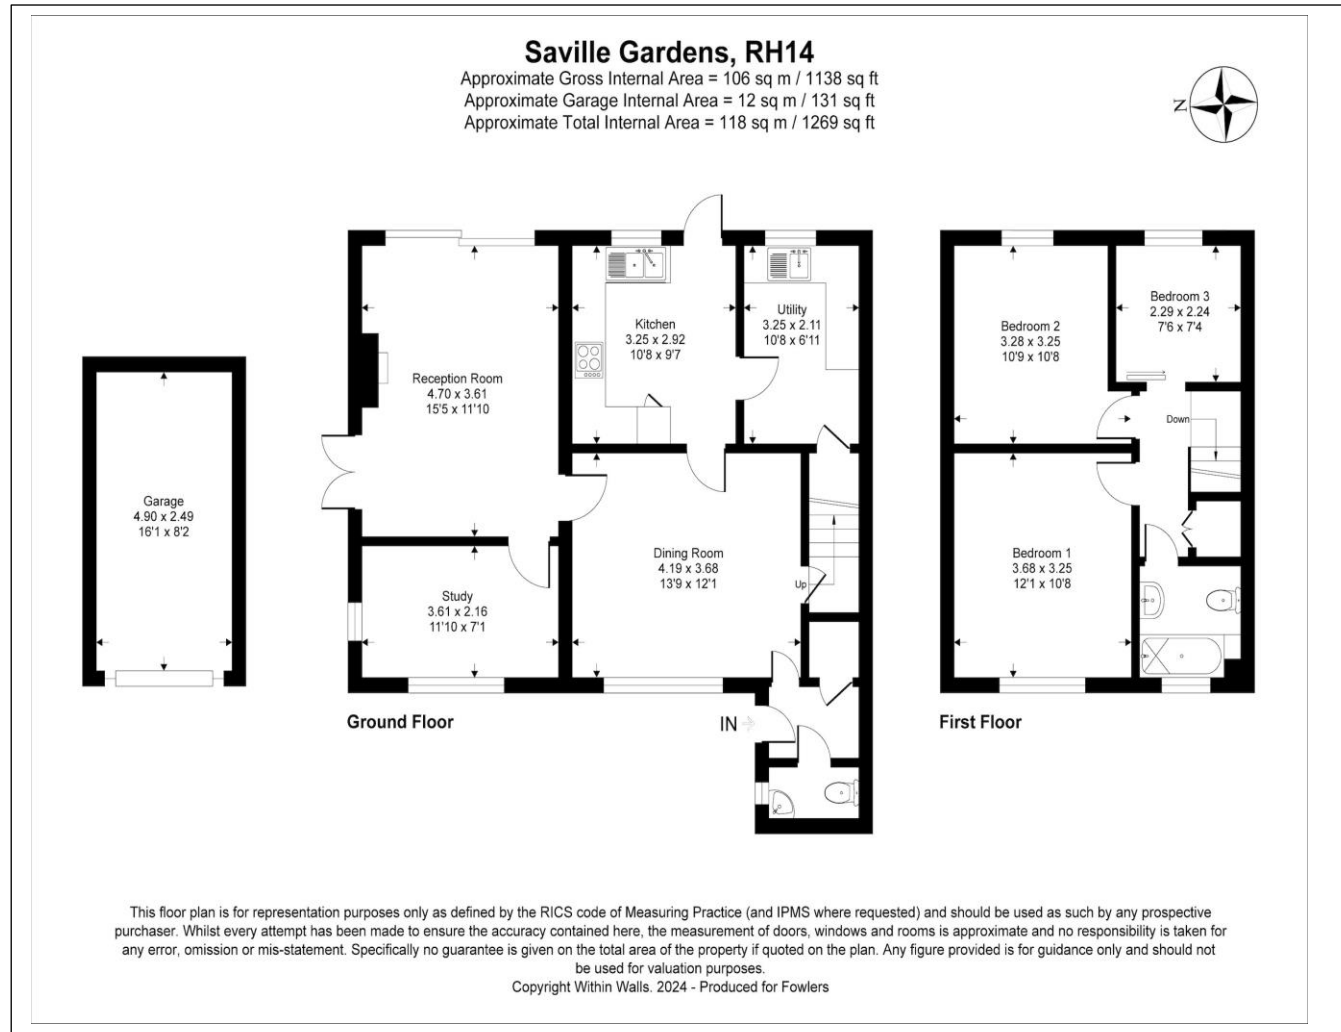 Saville Gardens, RH14
Approximate Gross Internal Area = 106 sq m / 1138 sq ft
Approximate Garage Internal Area = 12 sq m / 131 sq ft
Approximate Total Internal Area = 118 sq m / 1269 sq ft
N
Garage
4.90 x 2.49
16'1 x 8'2
Reception Room
4.70 x 3.61
15'5 x 11'10
Kitchen
3.25 x 2.92
10'8 x 9'7
Utility
3.25 x 2.11
10'8 x 6'11
Study
3.61 x 2.16
11'10 x 7'1
Dining Room
4.19 x 3.68
13'9 x 12'1
Up
IN
Ground Floor
Bedroom 2
3.28 x 3.25
10'9 x 10'8
Bedroom 3
2.29 x 2.24
7'6 x 7'4
Down
Bedroom 1
3.68 x 3.25
12'1 x 10'8
First Floor
This floor plan is for representation purposes only as defined by the RICS code of Measuring Practice (and IPMS where requested) and should be used as such by any prospective
purchaser. Whilst every attempt has been made to ensure the accuracy contained here, the measurement of doors, windows and rooms is approximate and no responsibility is taken for
any error, omission or mis-statement. Specifically no guarantee is given on the total area of the property if quoted on the plan. Any figure provided is for guidance only and should not
be used for valuation purposes.
Copyright Within Walls. 2024 - Produced for Fowlers